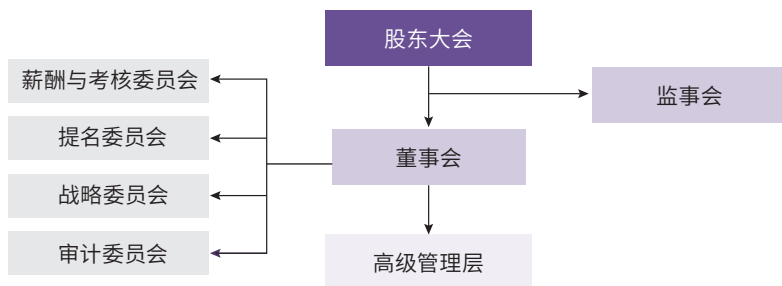 股东大会
薪酬与考核委员会
监事会
提名委员会
董事会
战略委员会
审计委员会
高级管理层